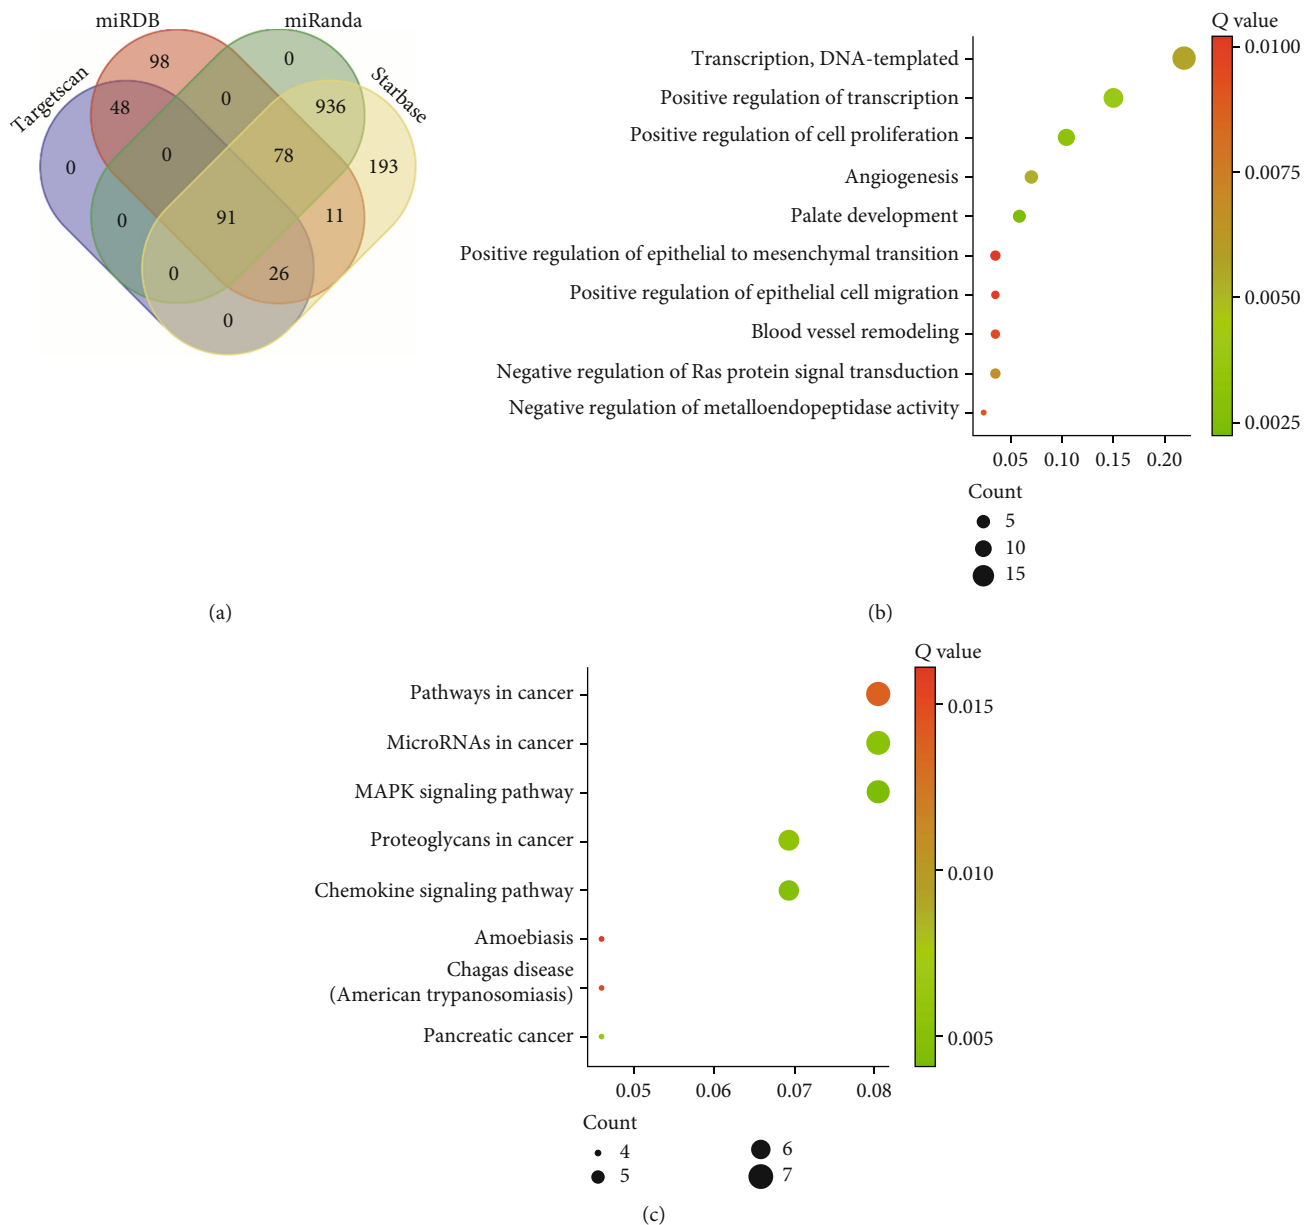 miRDB
miRanda
Targetscan
Starbase
98
0
48
0
936
0
0
78
193
0
91
11
0
26
0
(a)
Q value
Transcription, DNA-templated
Positive regulation of transcription
Positive regulation of cell proliferation
Angiogenesis
Palate development
Positive regulation of epithelial to mesenchymal transition
Positive regulation of epithelial cell migration
Blood vessel remodeling
Negative regulation of Ras protein signal transduction
Negative regulation of metalloendopeptidase activity
0.0100
0.0075
0.0050
0.0025
0.05 0.10 0.15 0.20
Count
5
10
15
(b)
Q value
Pathways in cancer
MicroRNAs in cancer
MAPK signaling pathway
Proteoglycans in cancer
Chemokine signaling pathway
Amoebiasis
Chagas disease
(American trypanosomiasis)
Pancreatic cancer
0.015
0.010
0.005
0.05 0.06 0.07 0.08
Count
4
5
6
7
(c)